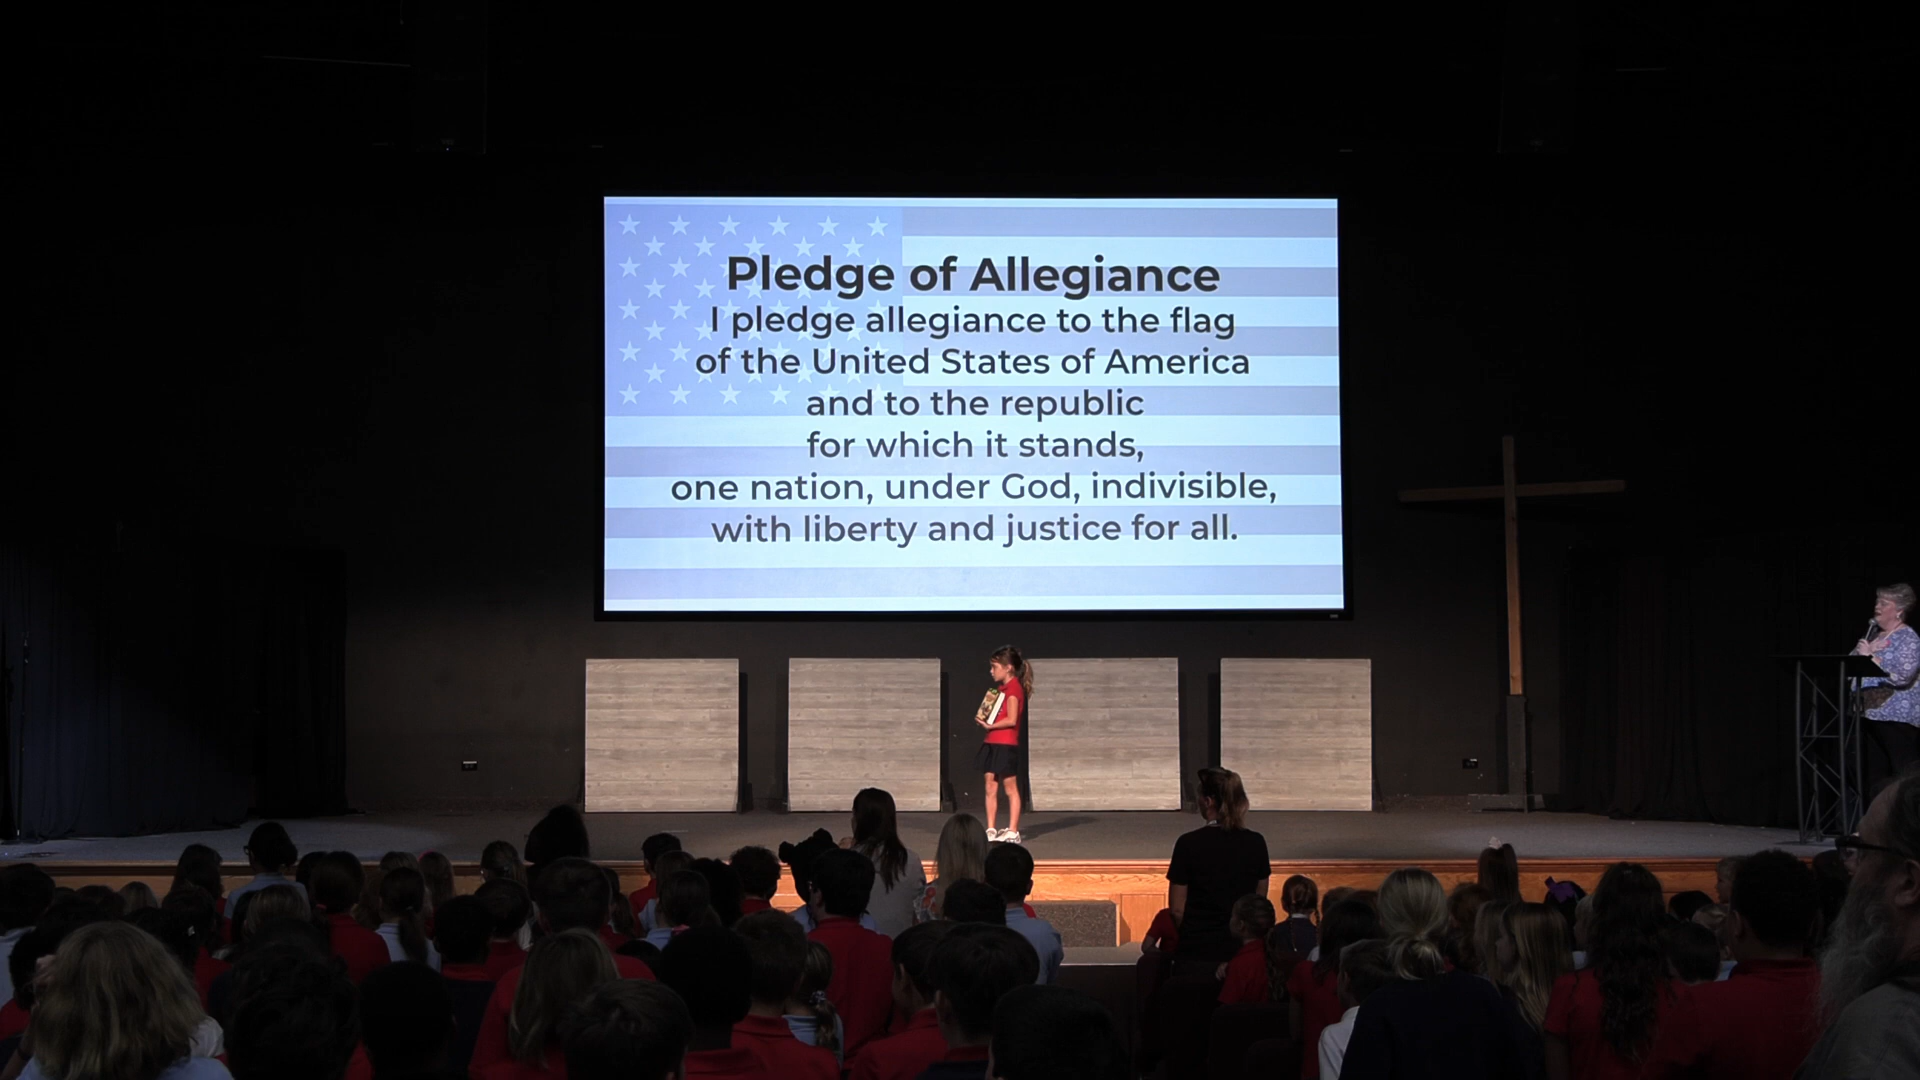 Pledge of Allegiance
I pledge allegiance to the flag
of the United States of America
and to the republic
for which it stands,
one nation, under God, indivisible,
with liberty and justice for all.